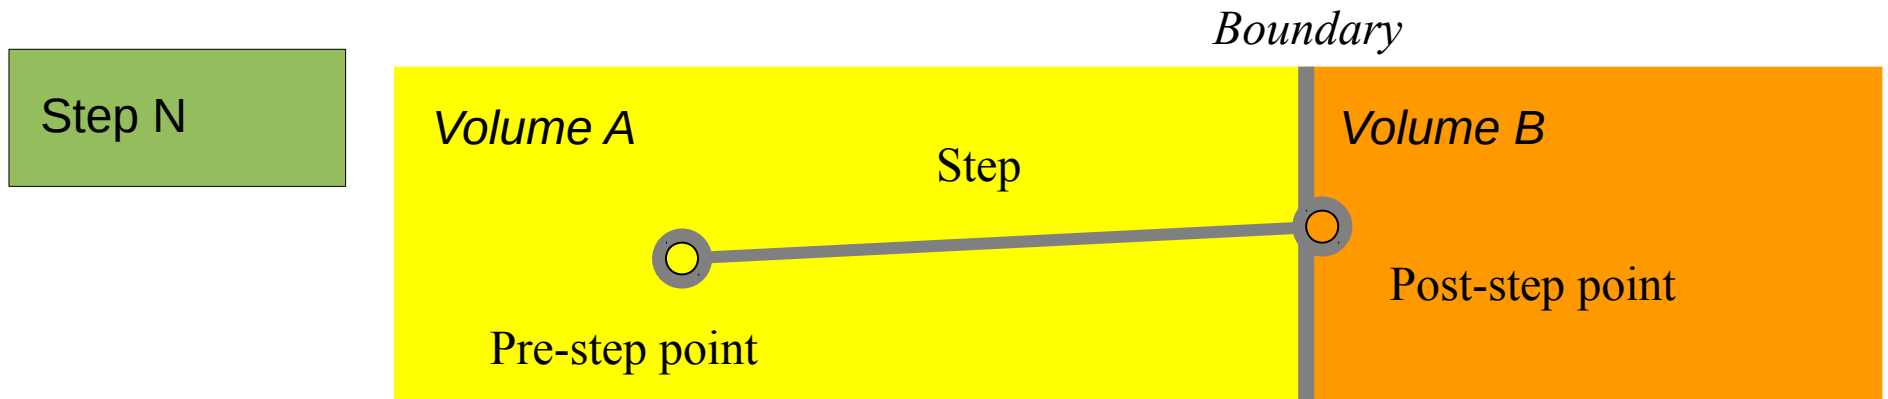 Boundary
Step N
Volume A
Volume B
Step
Post-step point
Pre-step point